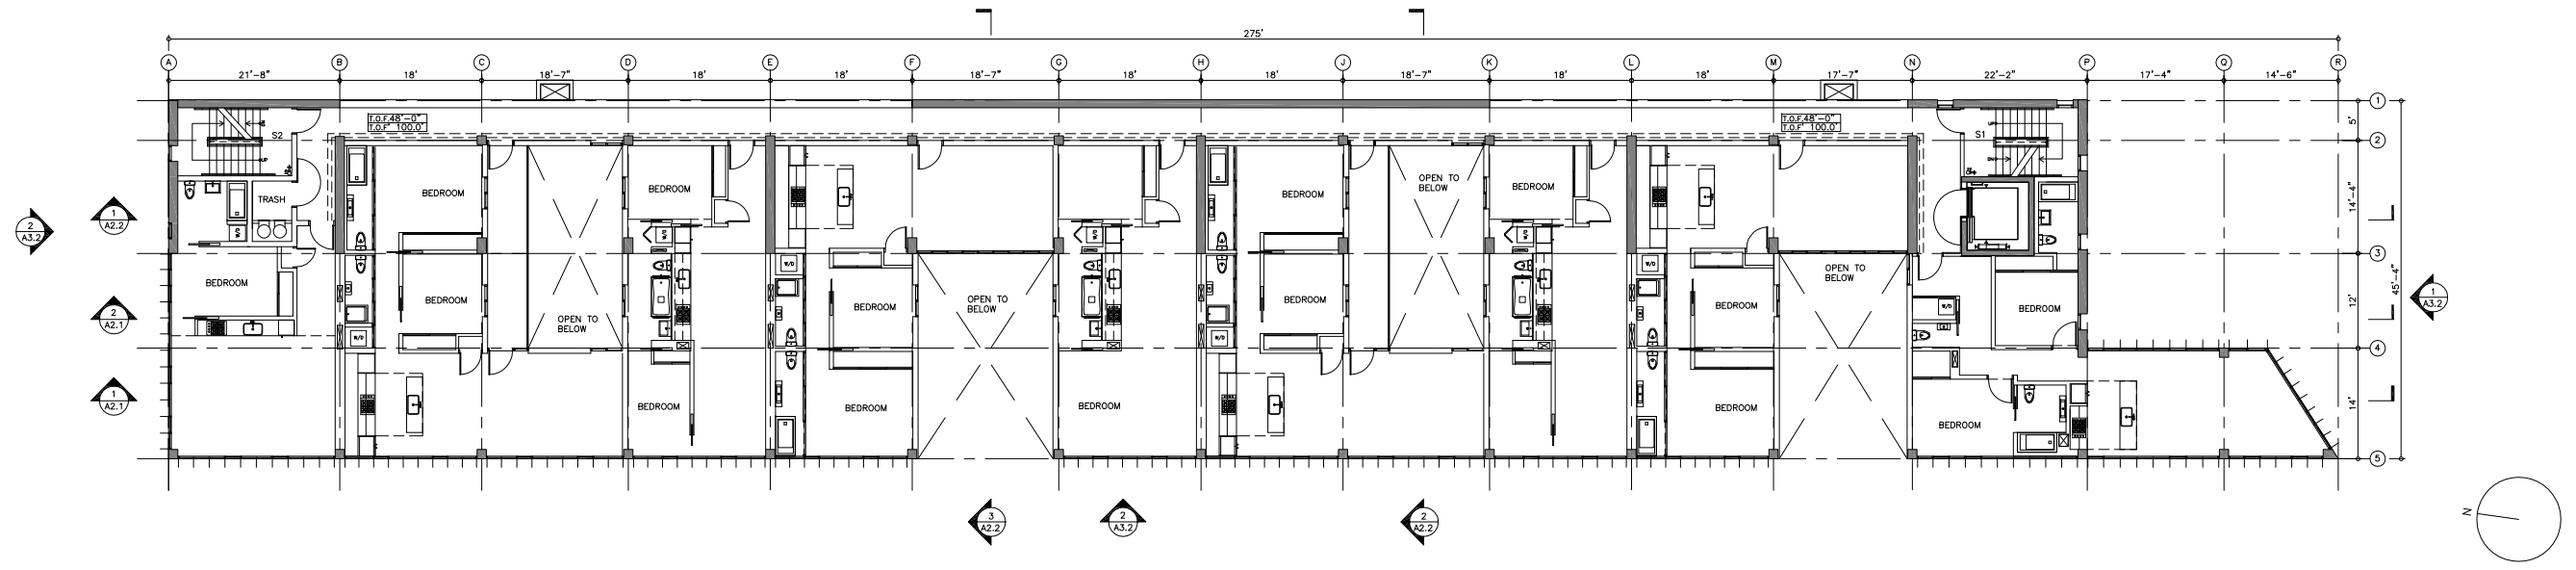 275'
A B C D E F G H J K L M N P Q R
21'-8" 18' 18'-7" 18' 18' 18'-7" 18' 18' 18'-7" 18' 18' 17'-7" 22'-2" 17'-4" 14'-6"
1
T.O.F.48'-0" T.O.F.48'-0"
T.O.F' 100.0' T.O.F' 100.0'
5'
S2 S1
2
UP UP
DN
BEDROOM BEDROOM BEDROOM BEDROOM
OPEN TO
BELOW
TRASH
14'-4"
1
A2.2
2
A3.2
W/D W/D W/D
3
OPEN TO
BELOW
W/D W/D
45'-4"
BEDROOM BEDROOM BEDROOM BEDROOM BEDROOM BEDROOM
OPEN TO
BELOW
W/D
12'
1
A3.2
2
A2.1
OPEN TO
BELOW
W/D W/D
4
1
A2.1
BEDROOM BEDROOM BEDROOM BEDROOM BEDROOM
14'
5
3
A2.2
2
A3.2
2
A2.2
N